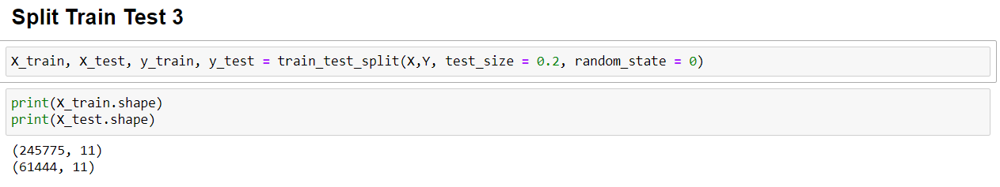 Split Train Test 3
X_train, X_test, y_train, y_test = train_test_split(X,Y, test_size = 0.2, random_state = 0)
print(X_train.shape)
print(X_test.shape)
(245775, 11)
(61444, 11)